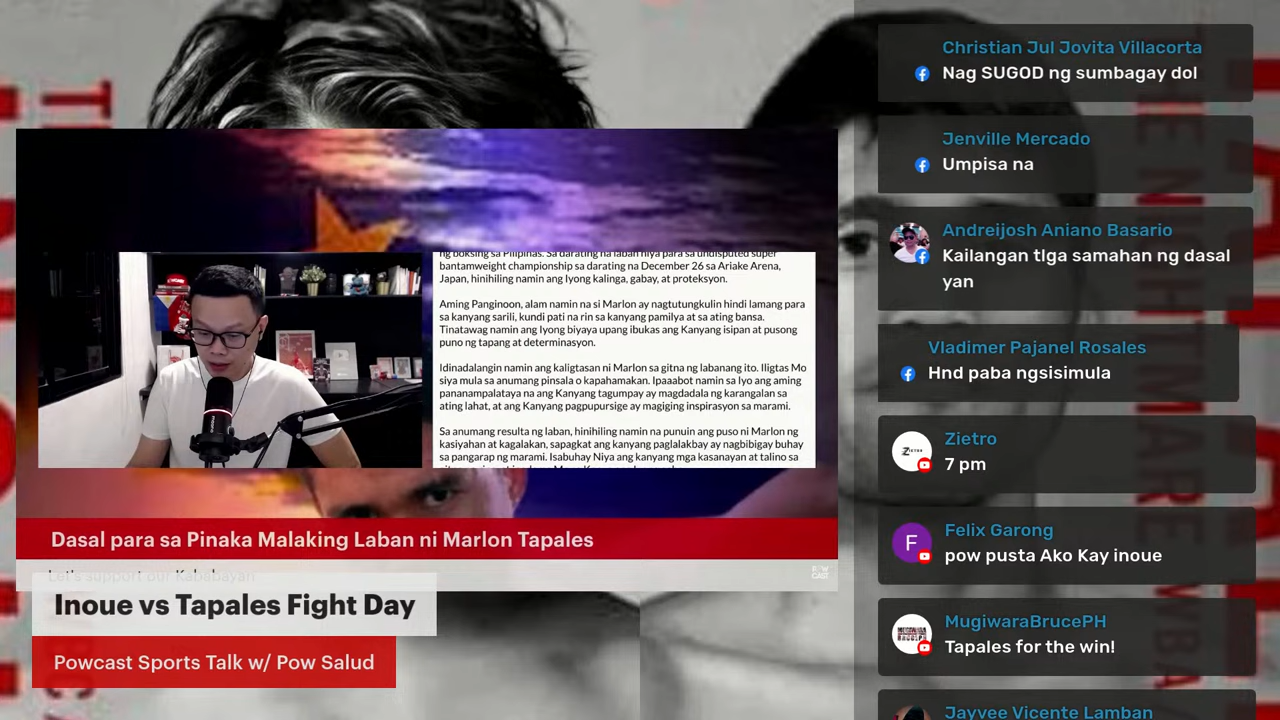 ng boksing sa Pilipinas. Sa darating na laban niya para sa undisputed super
bantamweight championship sa darating na December 26 sa Ariake Arena,
Japan, hinihiling namin ang Iyong kalinga, gabay, at proteksyon.
Aming Panginoon, alam namin na si Marlon ay nagtutungkulin hindi lamang para
sa kanyang sarili, kundi pati na rin sa kanyang pamilya at sa ating bansa.
Tinatawag namin ang Iyong biyaya upang ibukas ang Kanyang isipan at pusong
puno ng tapang at determinasyon.
Idinadalangin namin ang kaligtasan ni Marlon sa gitna ng labanang ito. Iligtas Mo
siya mula sa anumang pinsala o kapahamakan. Ipaaabot namin sa Iyo ang aming
pananampalataya na ang Kanyang tagumpay ay magdadala ng karangalan sa
ating lahat, at ang Kanyang pagpupursige ay magiging inspirasyon sa marami.
Sa anumang resulta ng laban, hinihiling namin na punuin ang puso ni Marlon ng
kasiyahan at kagalakan, sapagkat ang kanyang paglalakbay ay nagbibigay buhay
sa pangarap ng marami. Isabuhay Niya ang kanyang mga kasanayan at talino sa
Dasal para sa Pinaka Malaking Laban ni Marlon Tapales
Let's support our Kababayan
POW
CAST
Inoue vs Tapales Fight Day
Powcast Sports Talk w/ Pow Salud
Christian Jul Jovita Villacorta
Nag SUGOD ng sumbagay dol
Jenville Mercado
Umpisa na
Andreijosh Aniano Basario
Kailangan tlga samahan ng dasal
yan
Vladimer Pajanel Rosales
Hnd paba ngsisimula
Zietro
7 pm
F
Felix Garong
pow pusta Ako Kay inoue
MugiwaraBrucePH
Tapales for the win!
Jayvee Vicente Lamban